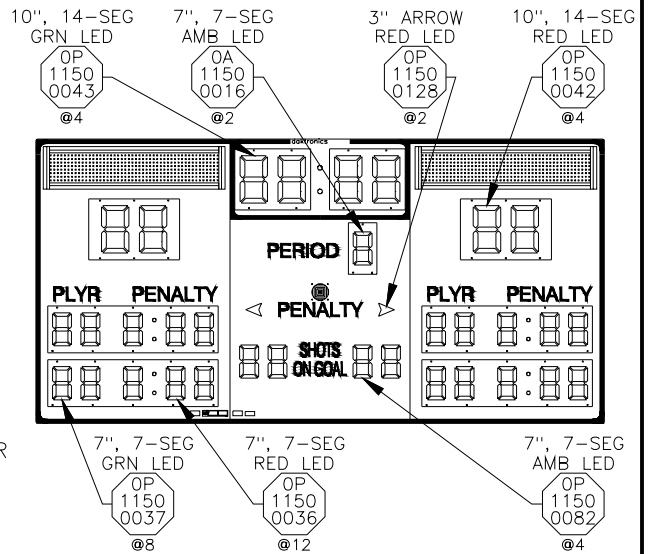 10", 14-SEG
GRN LED
0P
1150
0043
@4
7", 7-SEG
AMB LED
0A
1150
0016
@2
3" ARROW
RED LED
0P
1150
0128
@2
10", 14-SEG
RED LED
0P
1150
0042
@4
daktronics
PERIOD
PLYR PENALTY
PENALTY
PLYR PENALTY
SHOTS
ON GOAL
R
7", 7-SEG
GRN LED
0P
1150
0037
@8
7", 7-SEG
RED LED
0P
1150
0036
@12
7", 7-SEG
AMB LED
0P
1150
0082
@4